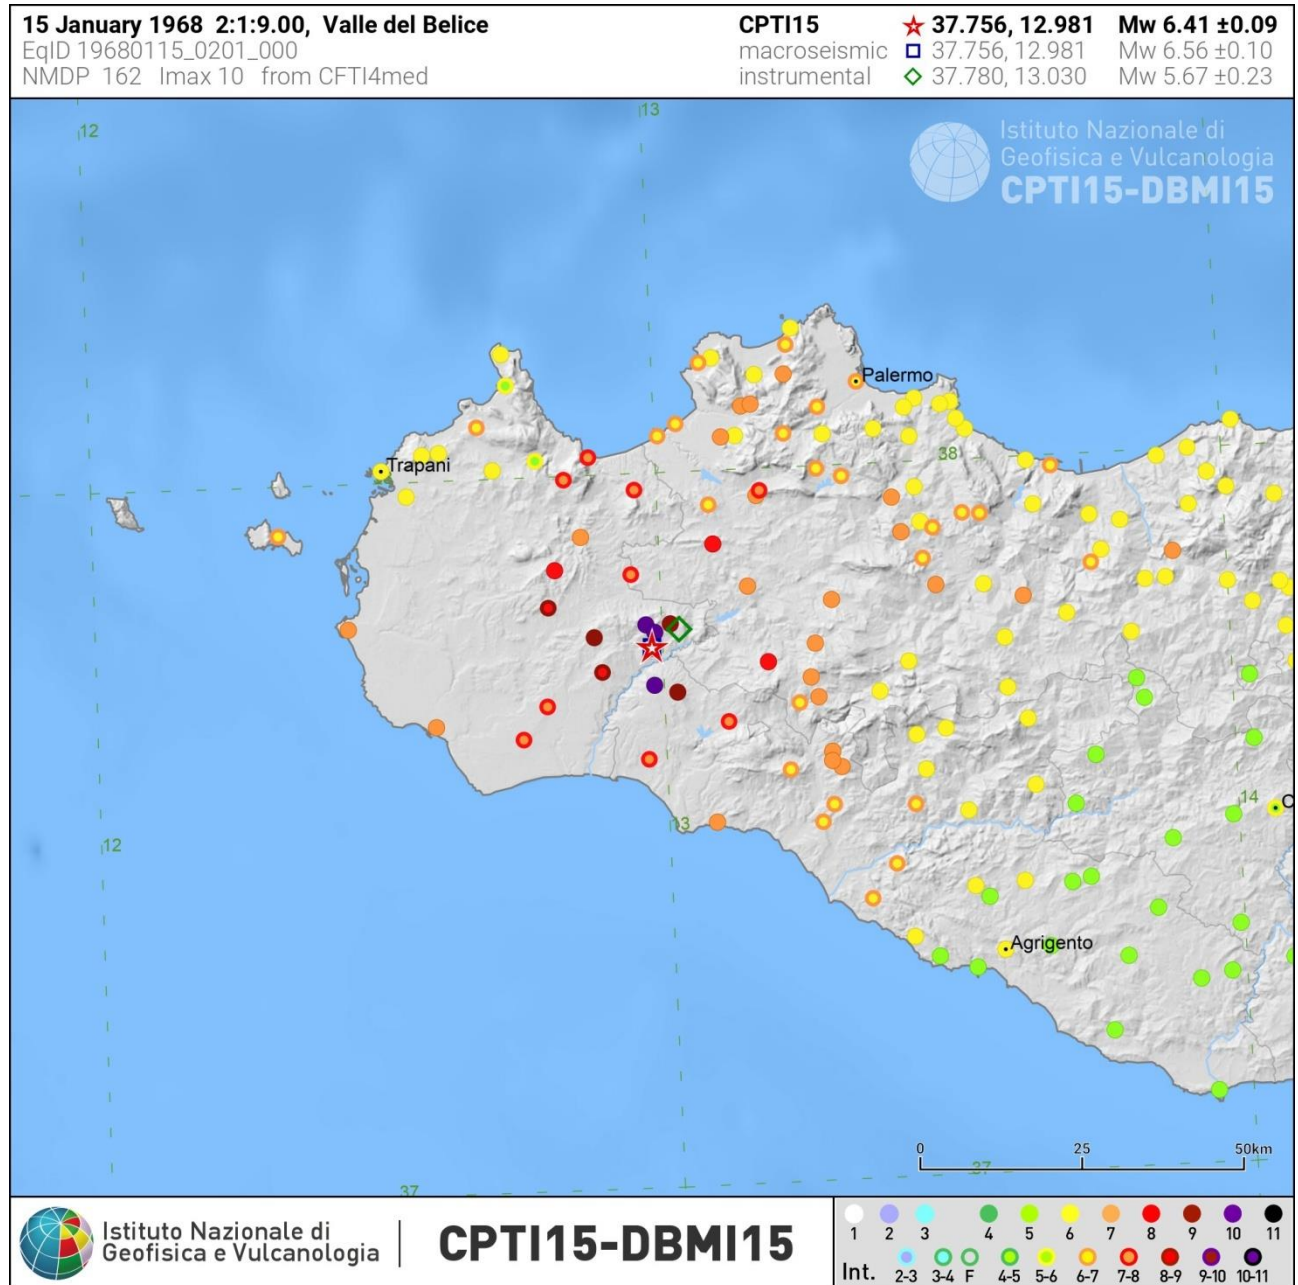 15 January 1968 2:1:9.00, Valle del Belice
EqID 19680115_0201_000
NMDP 162 Imax 10 from CFTI4med
CPTI15 37.756, 12.981 Mw 6.41 ±0.09
macroseismic 37.756, 12.981 Mw 6.56 ±0.10
instrumental 37.780, 13.030 Mw 5.67 ±0.23
12
13
Istituto Nazionale di
Geofisica e Vulcanologia
CPTI15-DBMI15
Palermo
38
Trapani
14
C
13
12
Agrigento
0 25 50km
37
37
Istituto Nazionale di
Geofisica e Vulcanologia
CPTI15-DBMI15
1 2 3 4 5 6 7 8 9 10 11
Int. 2-3 3-4 F 4-5 5-6 6-7 7-8 8-9 9-10 10-11